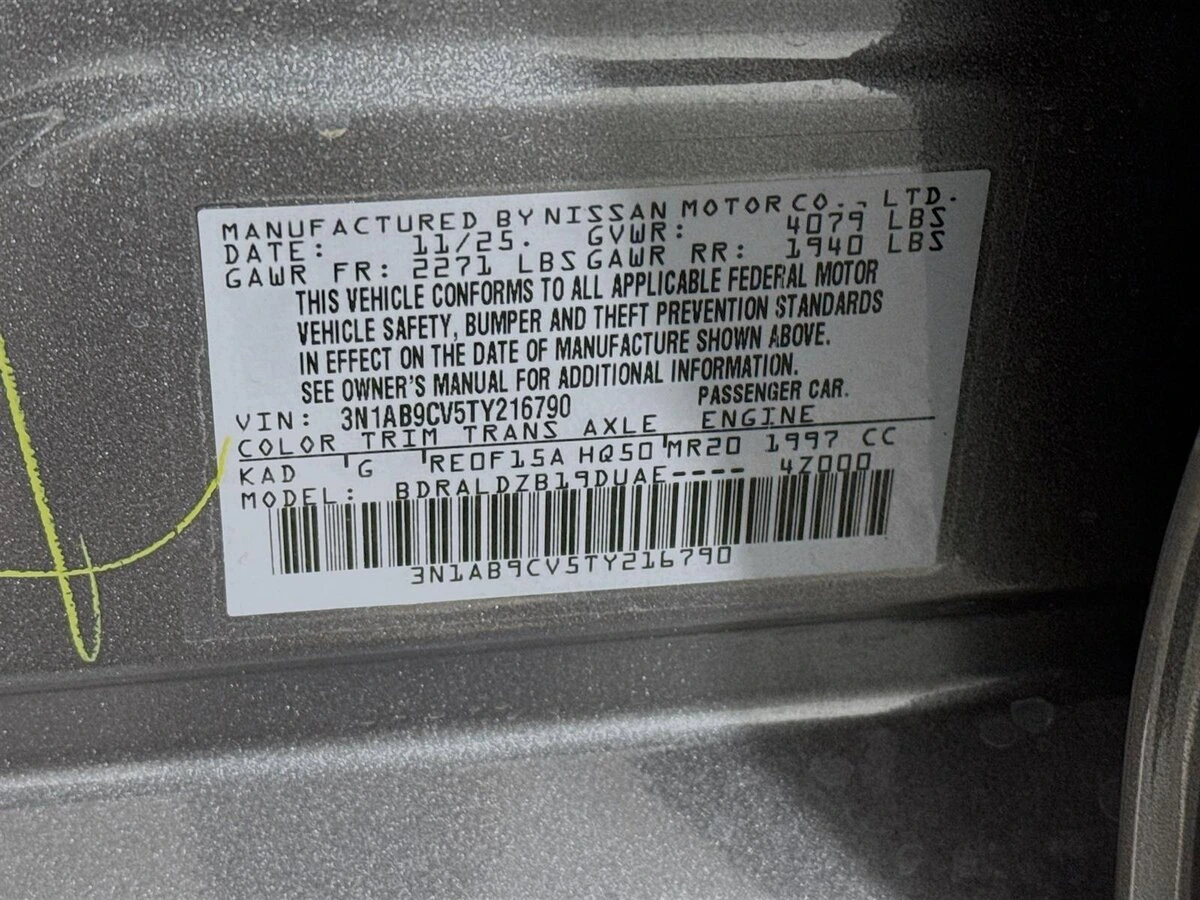 MANUFACTURED BY NISSAN MOTOR CO., LTD.
DATE: 11/25. GVWR: 4079 LBS
GAWR FR: 2271 LBS GAWR RR: 1940 LBS
THIS VEHICLE CONFORMS TO ALL APPLICABLE FEDERAL MOTOR
VEHICLE SAFETY, BUMPER AND THEFT PREVENTION STANDARDS
IN EFFECT ON THE DATE OF MANUFACTURE SHOWN ABOVE.
SEE OWNER'S MANUAL FOR ADDITIONAL INFORMATION.
VIN: 3N1AB9CV5TY216790 PASSENGER CAR.
COLOR TRIM TRANS AXLE ENGINE
KAD G RE0F15A HQ50 MR20 1997 CC
MODEL: BDRALDZB19DUAE---- 4Z000
3N1AB9CV5TY216790